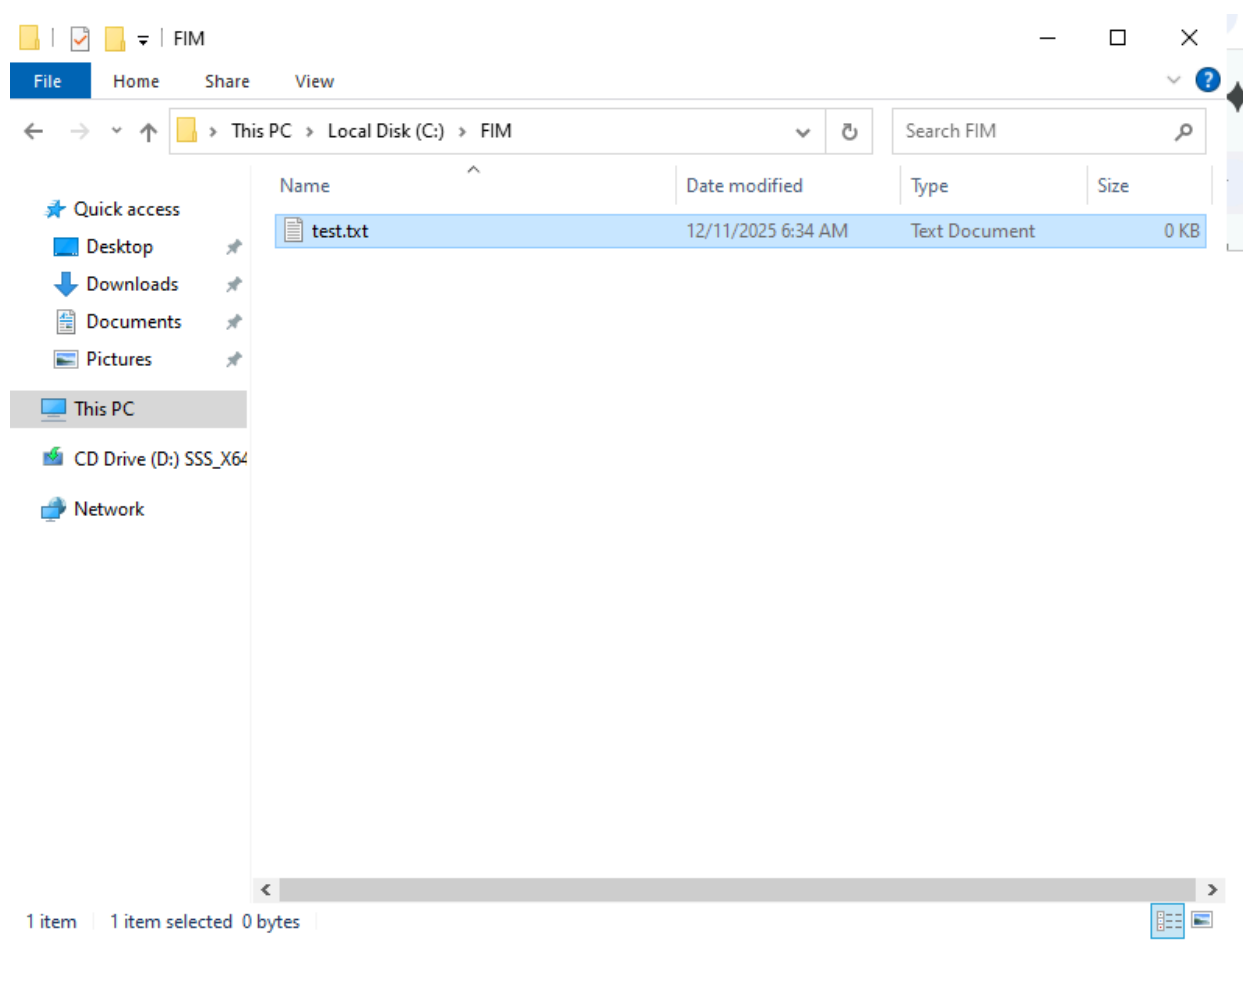 FIM
File Home Share View
This PC > Local Disk (C:) > FIM
Search FIM
Name Date modified Type Size
Quick access
test.txt 12/11/2025 6:34 AM Text Document 0 KB
Desktop
Downloads
Documents
Pictures
This PC
CD Drive (D:) SSS_X64
Network
1 item 1 item selected 0 bytes